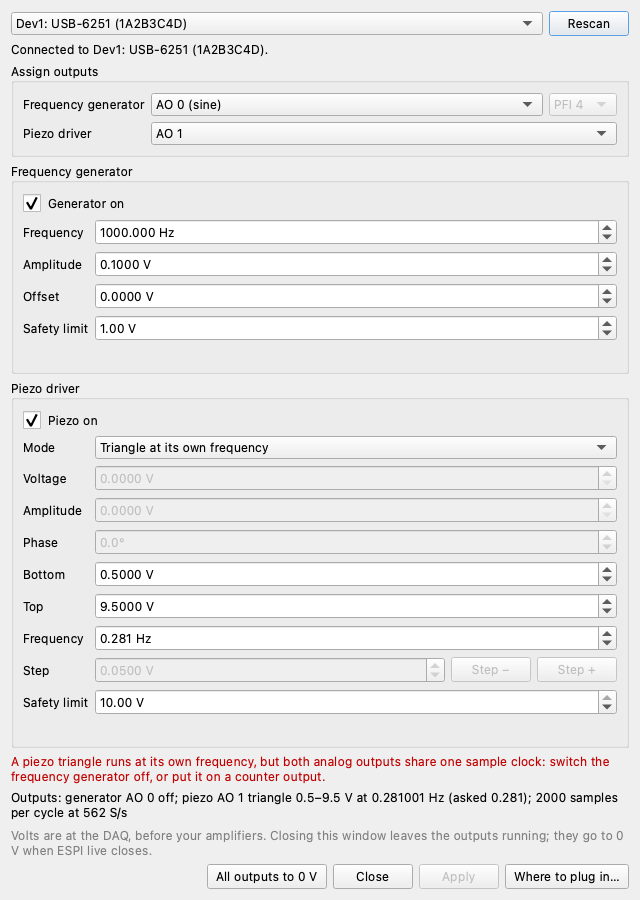 Dev1: USB-6251 (1A2B3C4D)
Rescan
Connected to Dev1: USB-6251 (1A2B3C4D).
Assign outputs
Frequency generator AO 0 (sine) PFI 4
Piezo driver AO 1
Frequency generator
Generator on
Frequency 1000.000 Hz
Amplitude 0.1000 V
Offset 0.0000 V
Safety limit 1.00 V
Piezo driver
Piezo on
Mode Triangle at its own frequency
Voltage 0.0000 V
Amplitude 0.0000 V
Phase 0.0°
Bottom 0.5000 V
Top 9.5000 V
Frequency 0.281 Hz
Step 0.0500 V Step – Step +
Safety limit 10.00 V
A piezo triangle runs at its own frequency, but both analog outputs share one sample clock: switch the
frequency generator off, or put it on a counter output.
Outputs: generator AO 0 off; piezo AO 1 triangle 0.5–9.5 V at 0.281001 Hz (asked 0.281); 2000 samples
per cycle at 562 S/s
Volts are at the DAQ, before your amplifiers. Closing this window leaves the outputs running; they go to 0
V when ESPI live closes.
All outputs to 0 V Close Apply Where to plug in...